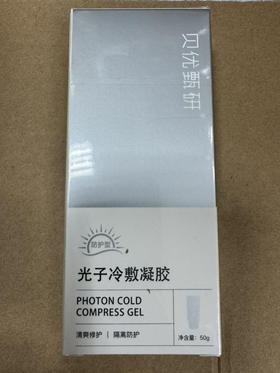 贝优甄研
防护型
光子冷敷凝胶
PHOTON COLD
COMPRESS GEL
清爽修护 | 隔离防护
净含量：50g